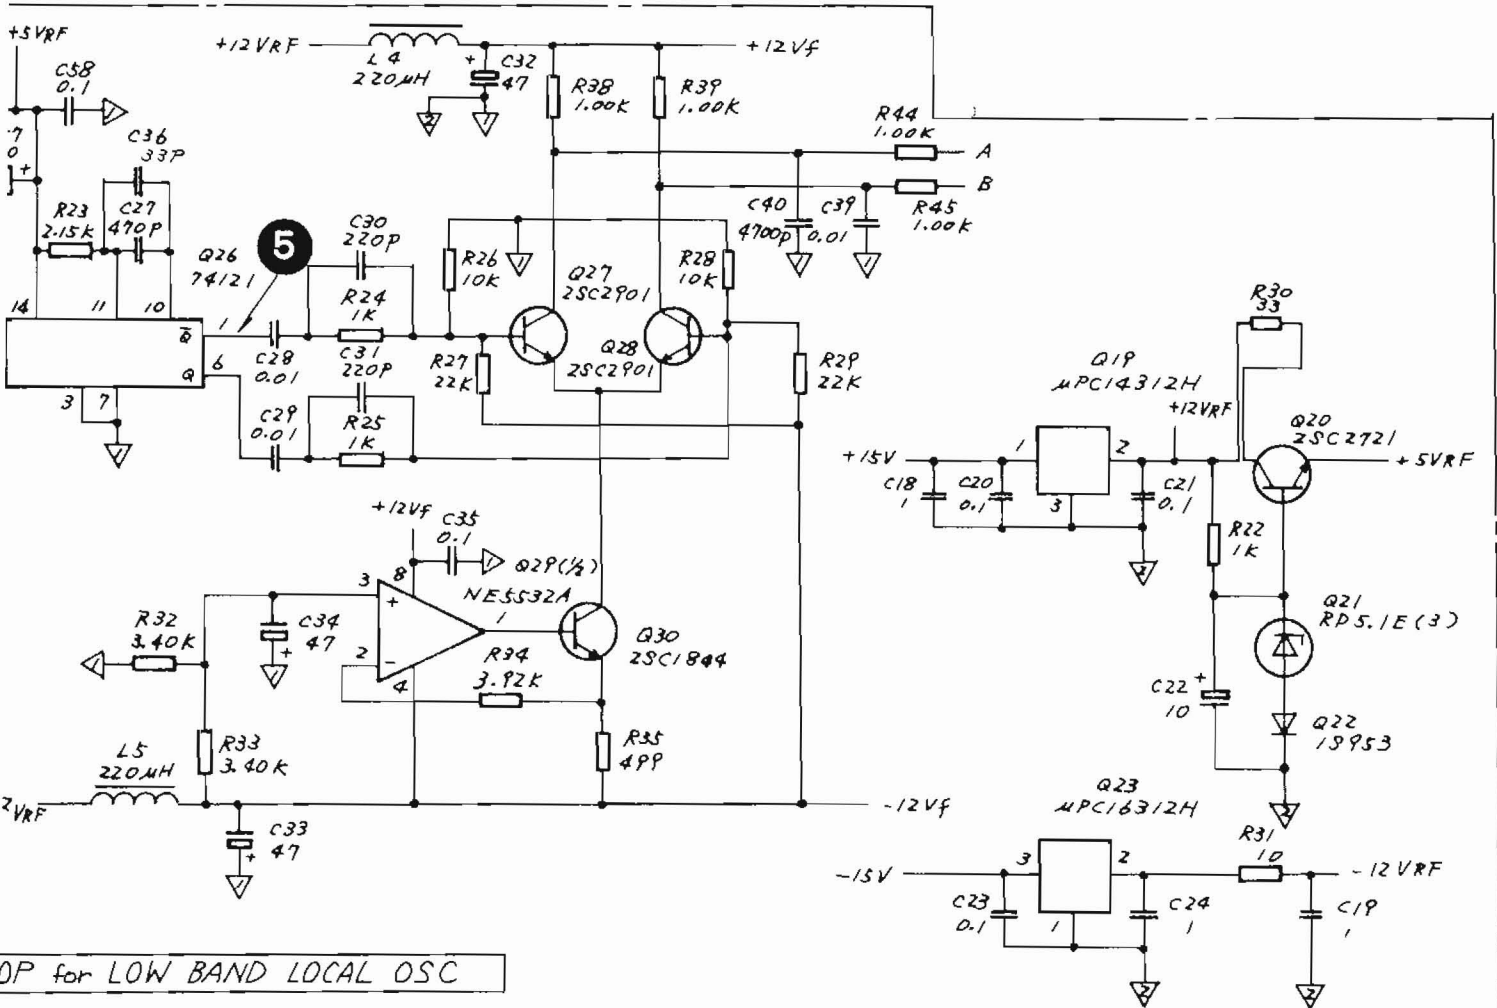 +5VRF
C58
0.1
+12VRF
L4
220μH
+
C32
47
+12Vf
R38
1.00K
R39
1.00K
R44
1.00K
A
B
R45
1.00K
C36
33P
+
R23
2.15K
C27
470P
C30
220P
R26
10K
Q27
2SC2901
R28
10K
C40
4700P
C39
0.01
Q26
74121
5
14
11
10
R24
1K
1
Q̅
C28
0.01
C31
220P
R27
22K
Q28
2SC2901
R29
22K
6
Q
3
7
C29
0.01
R25
1K
R30
33
Q19
μPC14312H
+12VRF
Q20
2SC2721
+15V
1
2
3
+5VRF
C18
1
C20
0.1
C21
0.1
R22
1K
+12Vf
C35
0.1
Q29(1/2)
NE5532A
3
8
+
1
2
-
4
R32
3.40K
C34
47
+
R34
3.92K
Q30
2SC1844
Q21
RD5.1E(3)
+
C22
10
Q22
1S953
L5
220μH
R33
3.40K
R35
499
2VRF
-12Vf
C33
47
+
Q23
μPC16312H
R31
10
-15V
3
2
1
-12VRF
C23
0.1
C24
1
C19
1
OP for LOW BAND LOCAL OSC